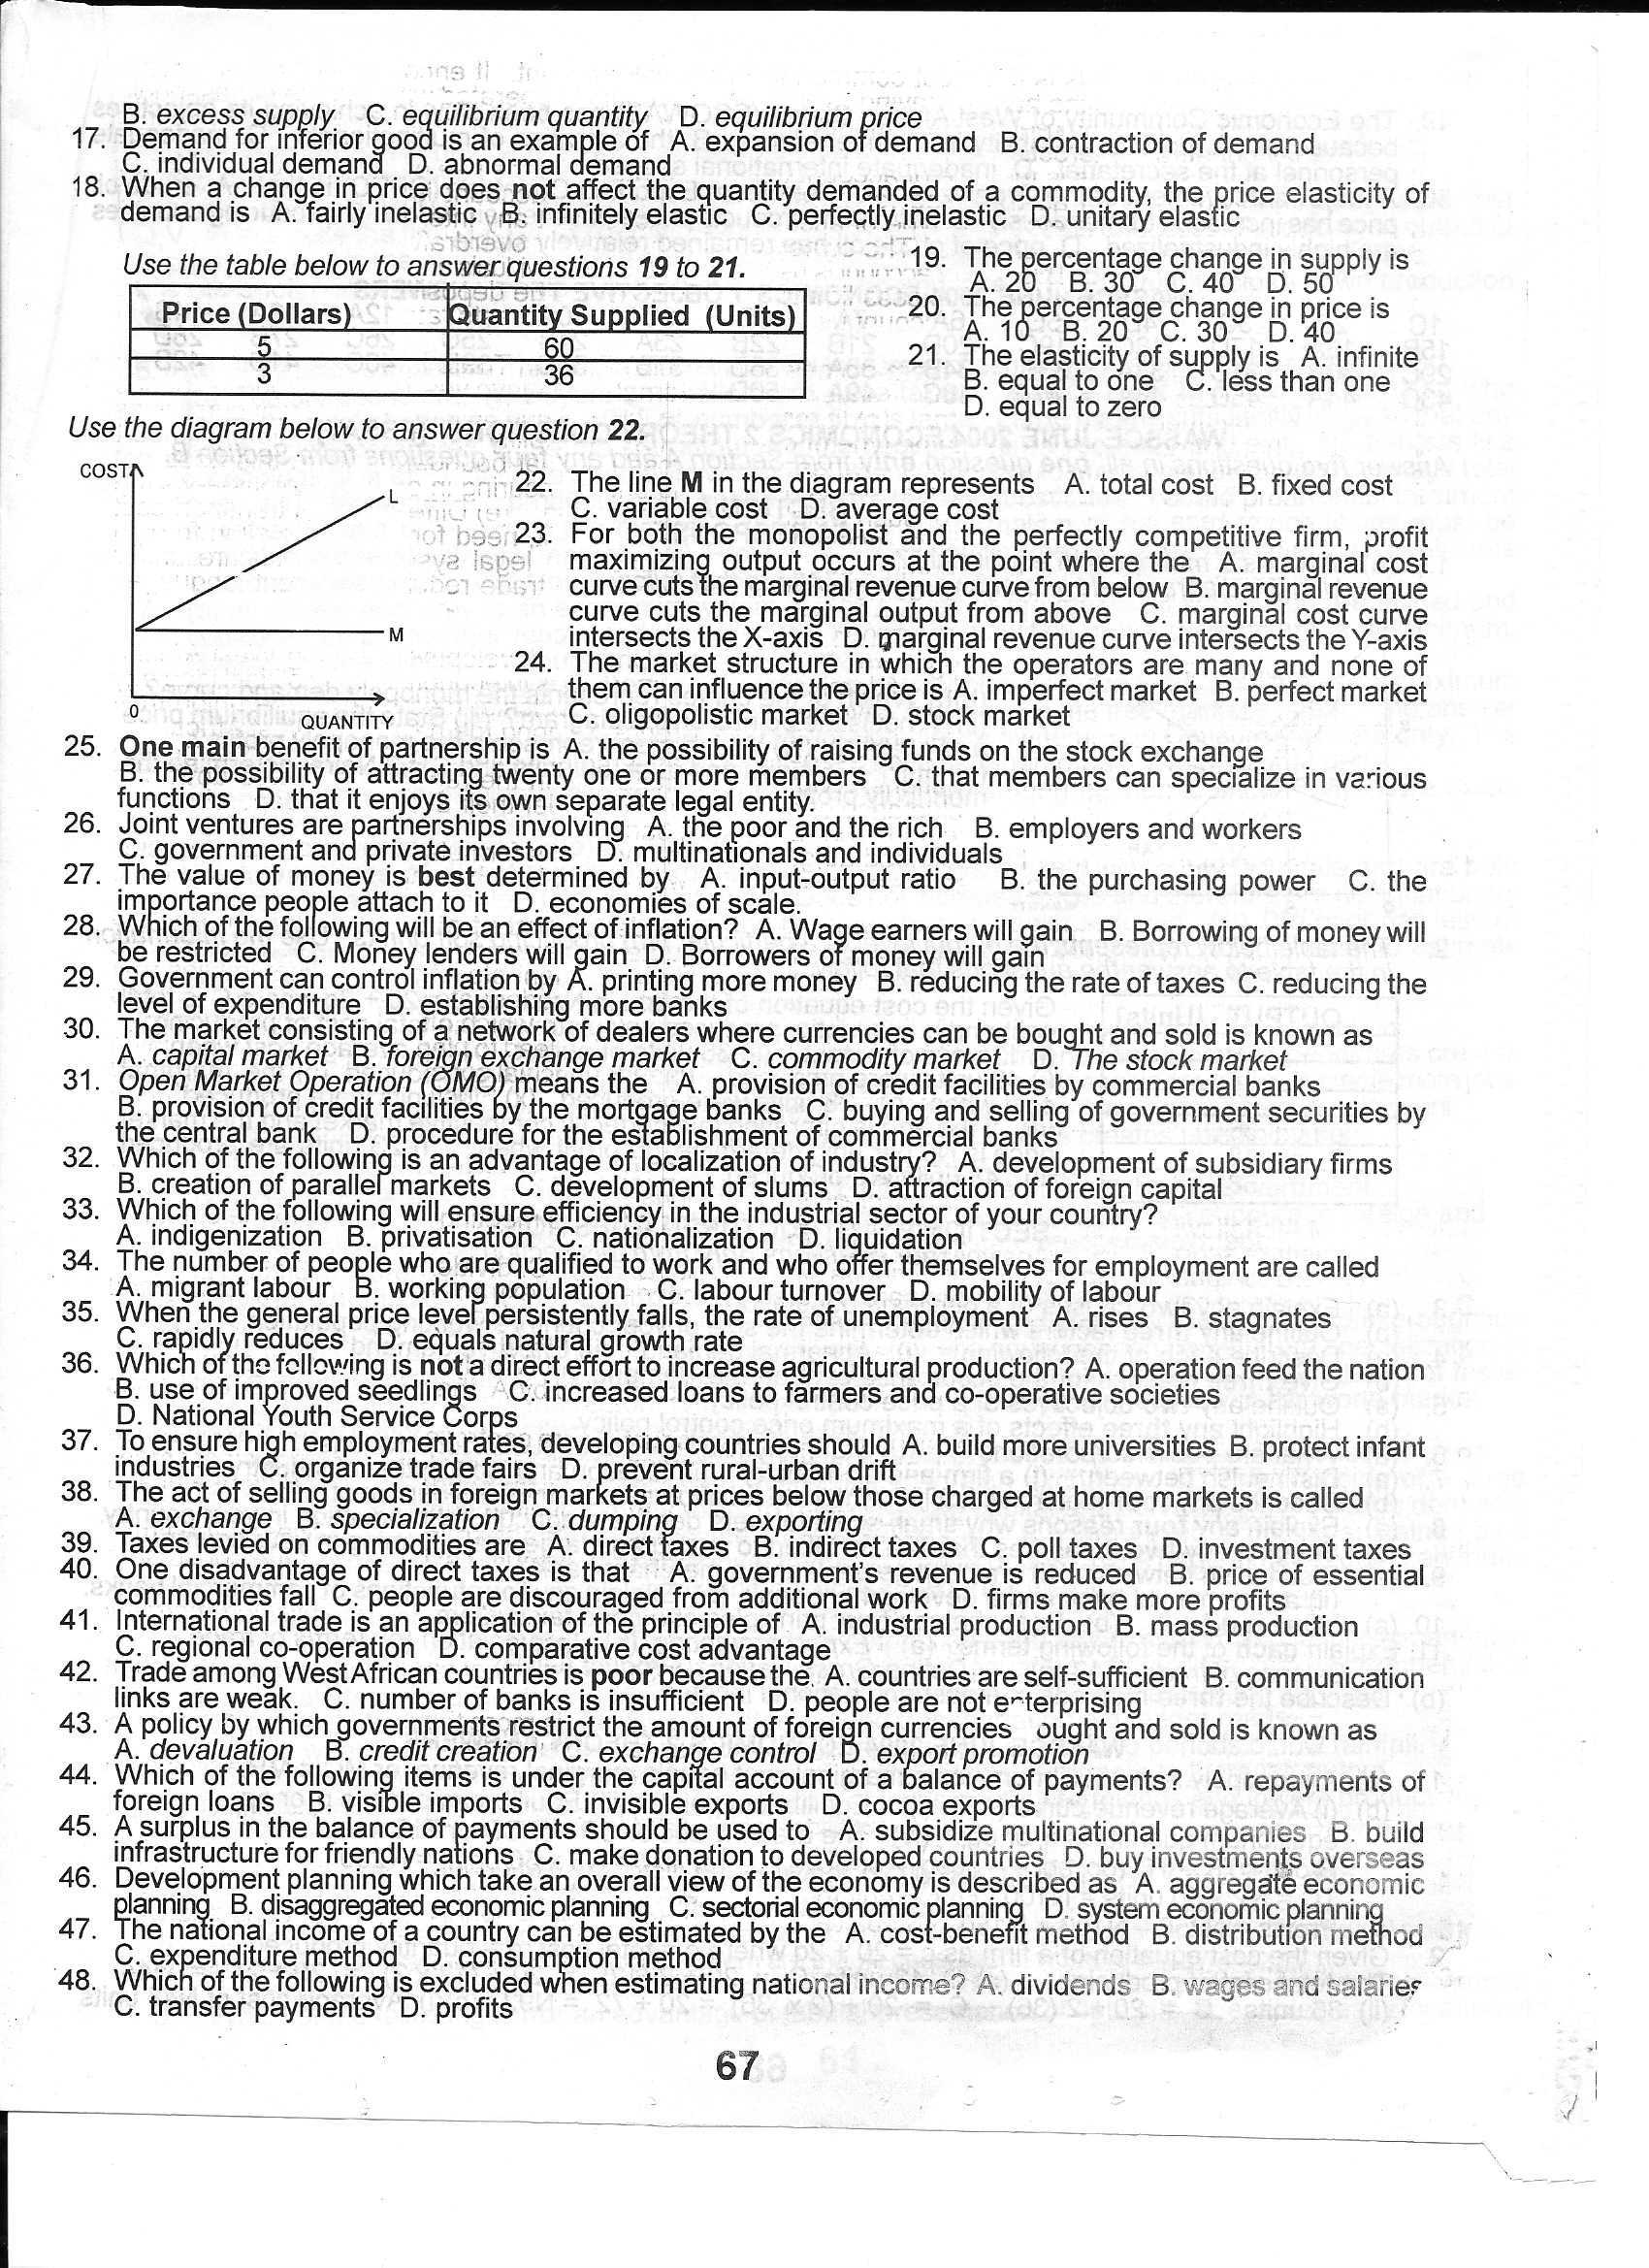 B. excess supply C. equilibrium quantity D. equilibrium price
17. Demand for inferior good is an example of A. expansion of demand B. contraction of demand
C. individual demand D. abnormal demand
18. When a change in price does not affect the quantity demanded of a commodity, the price elasticity of
demand is A. fairly inelastic B. infinitely elastic C. perfectly inelastic D. unitary elastic
Use the table below to answer questions 19 to 21.
Price (Dollars) Quantity Supplied (Units)
5 60
3 36
19. The percentage change in supply is
A. 20 B. 30 C. 40 D. 50
20. The percentage change in price is
A. 10 B. 20 C. 30 D. 40
21. The elasticity of supply is A. infinite
B. equal to one C. less than one
D. equal to zero
Use the diagram below to answer question 22.
COST
L
M
0
QUANTITY
22. The line M in the diagram represents A. total cost B. fixed cost
C. variable cost D. average cost
23. For both the monopolist and the perfectly competitive firm, profit
maximizing output occurs at the point where the A. marginal cost
curve cuts the marginal revenue curve from below B. marginal revenue
curve cuts the marginal output from above C. marginal cost curve
intersects the X-axis D. marginal revenue curve intersects the Y-axis
24. The market structure in which the operators are many and none of
them can influence the price is A. imperfect market B. perfect market
C. oligopolistic market D. stock market
25. One main benefit of partnership is A. the possibility of raising funds on the stock exchange
B. the possibility of attracting twenty one or more members C. that members can specialize in various
functions D. that it enjoys its own separate legal entity.
26. Joint ventures are partnerships involving A. the poor and the rich B. employers and workers
C. government and private investors D. multinationals and individuals
27. The value of money is best determined by A. input-output ratio B. the purchasing power C. the
importance people attach to it D. economies of scale.
28. Which of the following will be an effect of inflation? A. Wage earners will gain B. Borrowing of money will
be restricted C. Money lenders will gain D. Borrowers of money will gain
29. Government can control inflation by A. printing more money B. reducing the rate of taxes C. reducing the
level of expenditure D. establishing more banks
30. The market consisting of a network of dealers where currencies can be bought and sold is known as
A. capital market B. foreign exchange market C. commodity market D. The stock market
31. Open Market Operation (OMO) means the A. provision of credit facilities by commercial banks
B. provision of credit facilities by the mortgage banks C. buying and selling of government securities by
the central bank D. procedure for the establishment of commercial banks
32. Which of the following is an advantage of localization of industry? A. development of subsidiary firms
B. creation of parallel markets C. development of slums D. attraction of foreign capital
33. Which of the following will ensure efficiency in the industrial sector of your country?
A. indigenization B. privatisation C. nationalization D. liquidation
34. The number of people who are qualified to work and who offer themselves for employment are called
A. migrant labour B. working population C. labour turnover D. mobility of labour
35. When the general price level persistently falls, the rate of unemployment A. rises B. stagnates
C. rapidly reduces D. equals natural growth rate
36. Which of the following is not a direct effort to increase agricultural production? A. operation feed the nation
B. use of improved seedlings C. increased loans to farmers and co-operative societies
D. National Youth Service Corps
37. To ensure high employment rates, developing countries should A. build more universities B. protect infant
industries C. organize trade fairs D. prevent rural-urban drift
38. The act of selling goods in foreign markets at prices below those charged at home markets is called
A. exchange B. specialization C. dumping D. exporting
39. Taxes levied on commodities are A. direct taxes B. indirect taxes C. poll taxes D. investment taxes
40. One disadvantage of direct taxes is that A. government's revenue is reduced B. price of essential
commodities fall C. people are discouraged from additional work D. firms make more profits
41. International trade is an application of the principle of A. industrial production B. mass production
C. regional co-operation D. comparative cost advantage
42. Trade among West African countries is poor because the A. countries are self-sufficient B. communication
links are weak. C. number of banks is insufficient D. people are not enterprising
43. A policy by which governments restrict the amount of foreign currencies ought and sold is known as
A. devaluation B. credit creation C. exchange control D. export promotion
44. Which of the following items is under the capital account of a balance of payments? A. repayments of
foreign loans B. visible imports C. invisible exports D. cocoa exports
45. A surplus in the balance of payments should be used to A. subsidize multinational companies B. build
infrastructure for friendly nations C. make donation to developed countries D. buy investments overseas
46. Development planning which take an overall view of the economy is described as A. aggregate economic
planning B. disaggregated economic planning C. sectorial economic planning D. system economic planning
47. The national income of a country can be estimated by the A. cost-benefit method B. distribution method
C. expenditure method D. consumption method
48. Which of the following is excluded when estimating national income? A. dividends B. wages and salaries
C. transfer payments D. profits
67